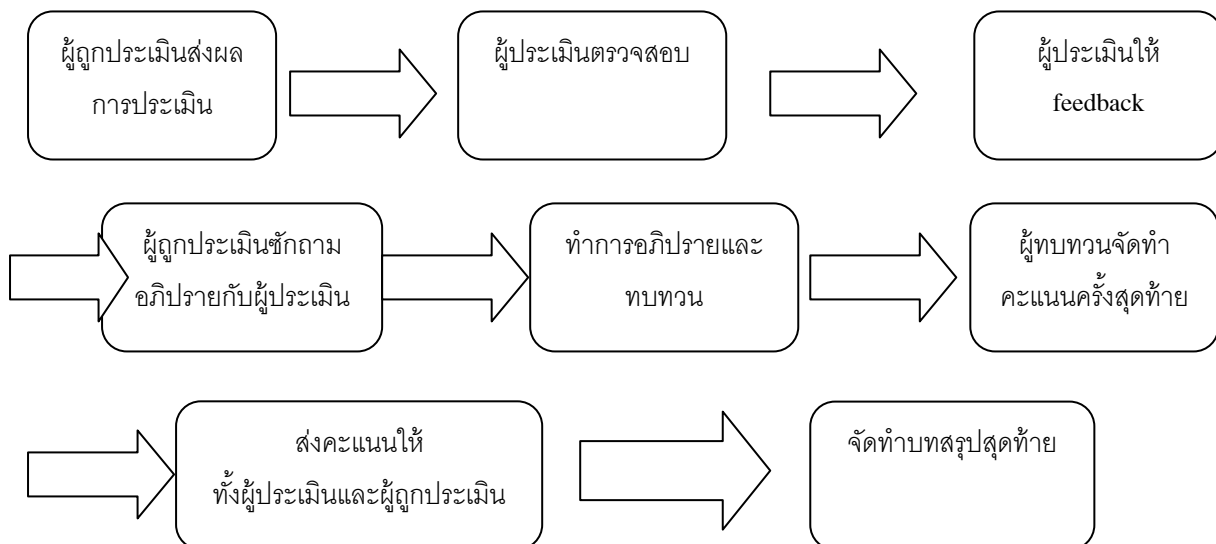 ผู้ถูกประเมินส่งผล
การประเมิน
ผู้ประเมินตรวจสอบ
ผู้ประเมินให้
feedback
ผู้ถูกประเมินซักถาม
อภิปรายกับผู้ประเมิน
ทำการอภิปรายและ
ทบทวน
ผู้ทบทวนจัดทำ
คะแนนครั้งสุดท้าย
ส่งคะแนนให้
ทั้งผู้ประเมินและผู้ถูกประเมิน
จัดทำบทสรุปสุดท้าย